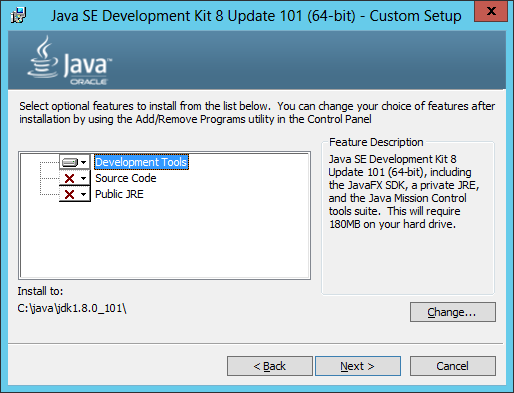 Java SE Development Kit 8 Update 101 (64-bit) - Custom Setup
Java
ORACLE
Select optional features to install from the list below. You can change your choice of features after
installation by using the Add/Remove Programs utility in the Control Panel
Development Tools
Source Code
Public JRE
Feature Description
Java SE Development Kit 8
Update 101 (64-bit), including
the JavaFX SDK, a private JRE,
and the Java Mission Control
tools suite. This will require
180MB on your hard drive.
Install to:
C:\java\jdk1.8.0_101\
Change...
< Back
Next >
Cancel